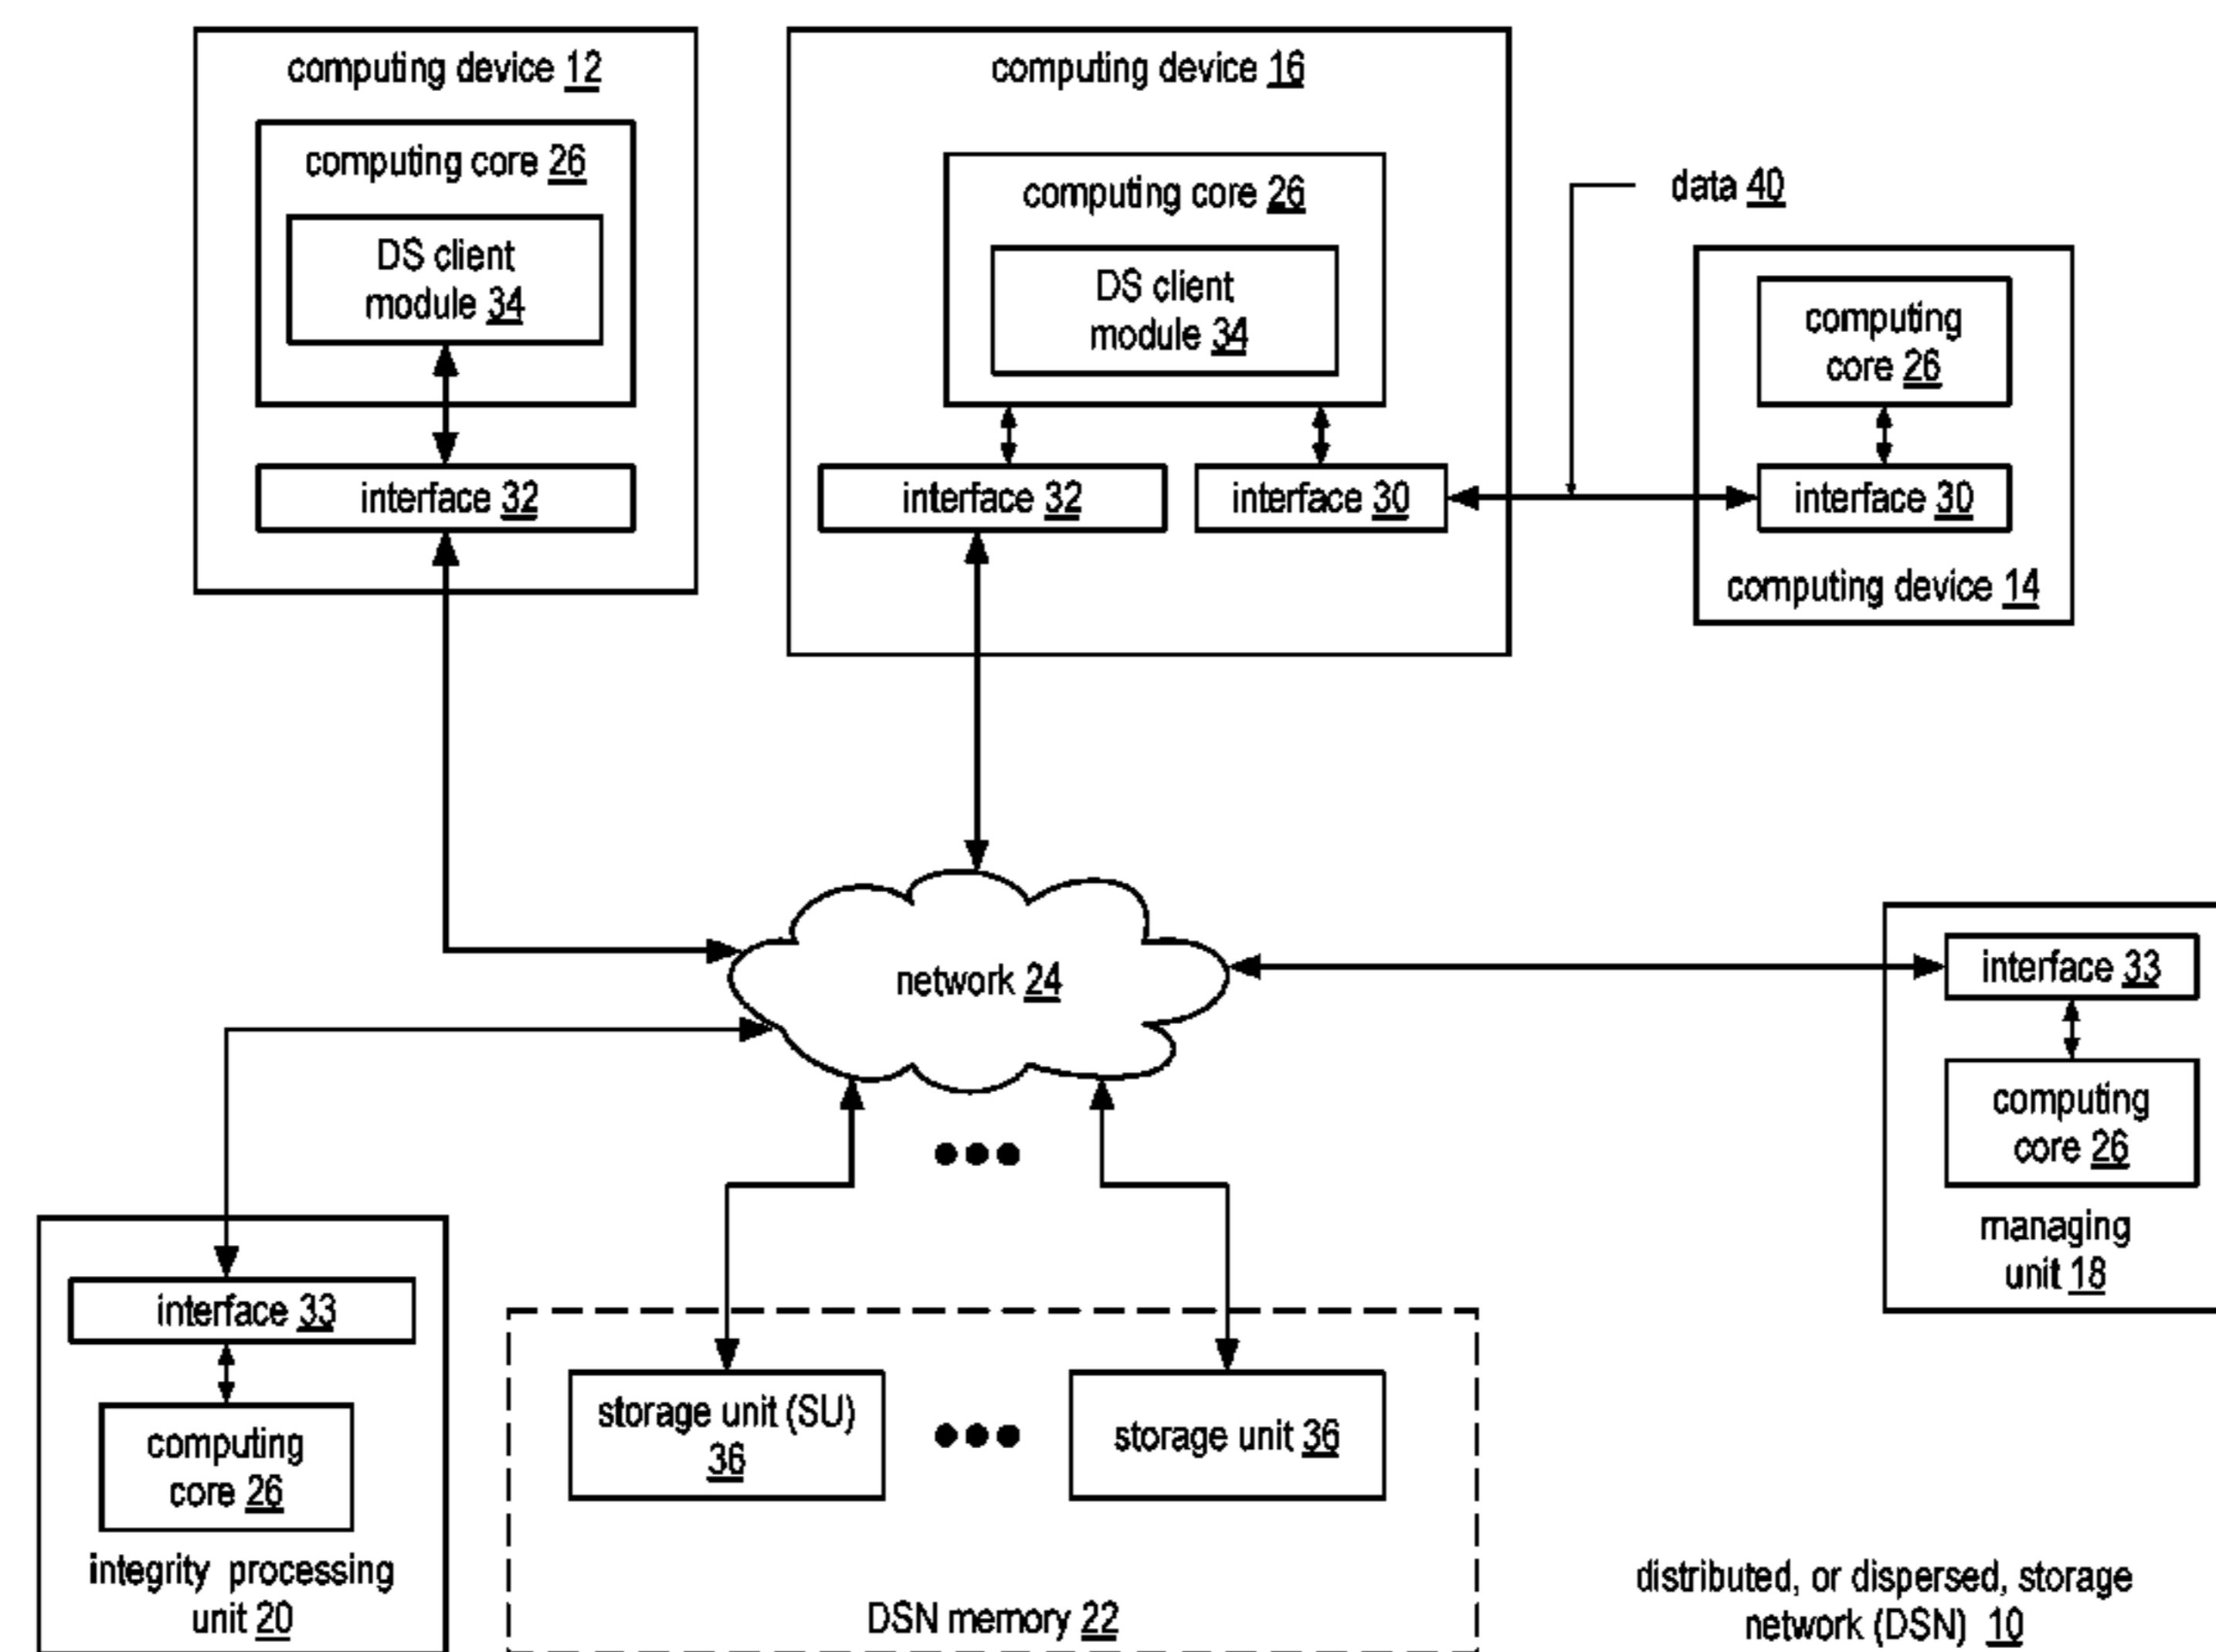 computing device 12
computing core 26
DS client
module 34
interface 32
computing device 16
computing core 26
DS client
module 34
interface 32
interface 30
data 40
computing
core 26
interface 30
computing device 14
network 24
interface 33
computing
core 26
managing
unit 18
interface 33
computing
core 26
integrity processing
unit 20
storage unit (SU)
36
storage unit 36
DSN memory 22
distributed, or dispersed, storage
network (DSN) 10